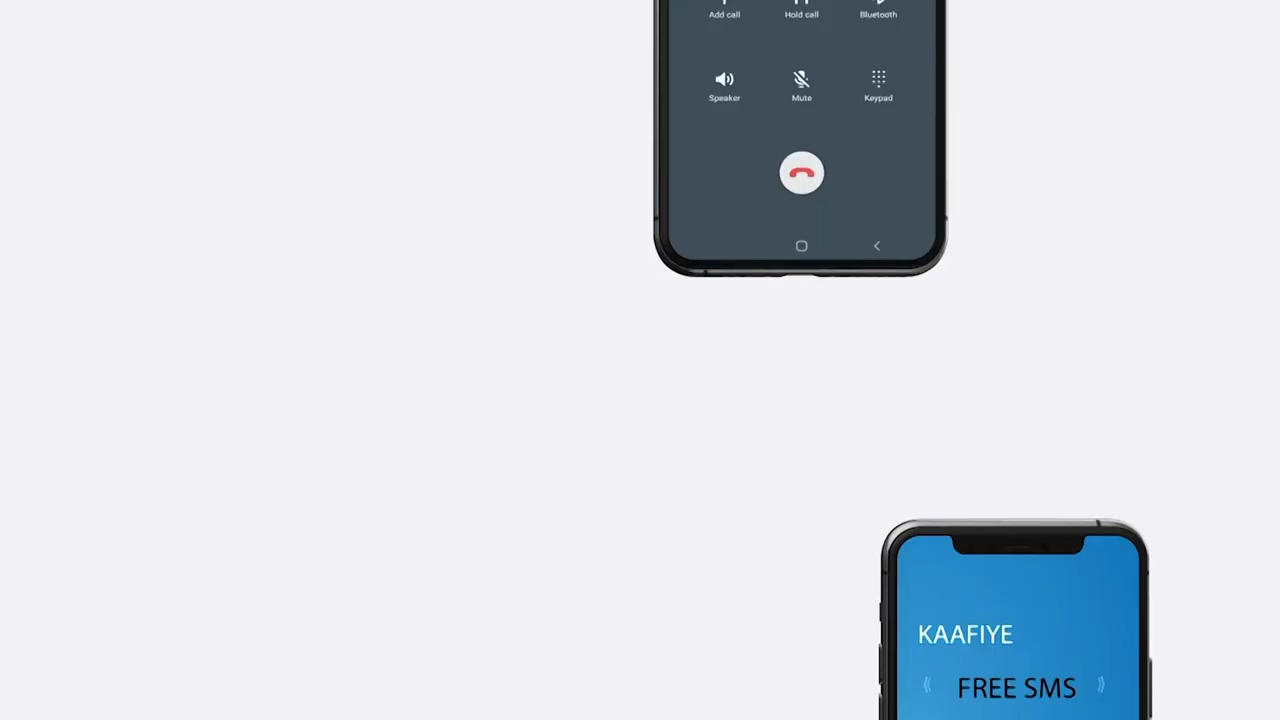 Add call Hold call Bluetooth
Speaker Mute Keypad
KAAFIYE
FREE SMS